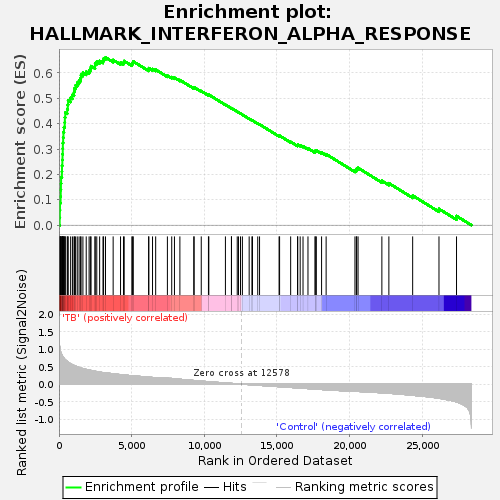 Enrichment plot:
HALLMARK_INTERFERON_ALPHA_RESPONSE
Enrichment score (ES)
0.6
0.5
0.4
0.3
0.2
0.1
0.0
'TB' (positively correlated)
Ranked list metric (Signal2Noise)
2.0
1.5
1.0
0.5
0.0
-0.5
-1.0
Zero cross at 12578
'Control' (negatively correlated)
0
5,000
10,000
15,000
20,000
25,000
Rank in Ordered Dataset
Enrichment profile
Hits
Ranking metric scores